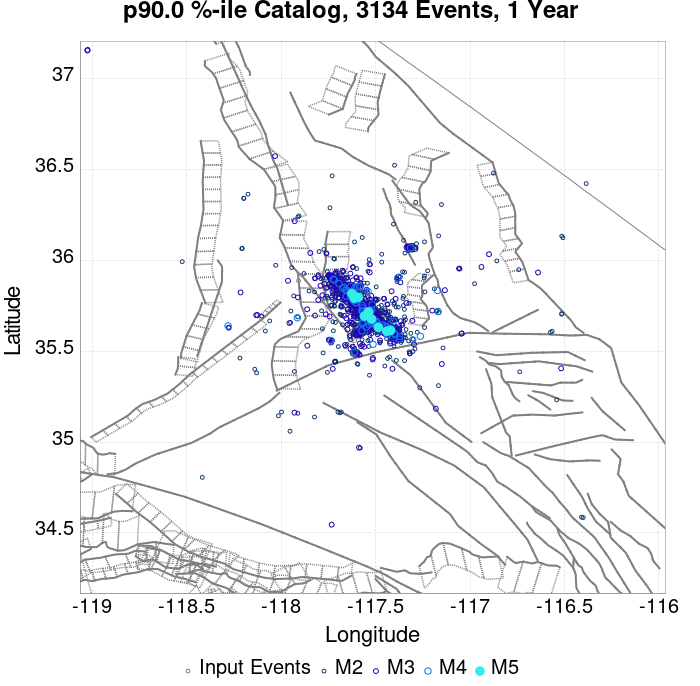 p90.0 %-ile Catalog, 3134 Events, 1 Year
37
36.5
36
35.5
35
34.5
Latitude
-119
-118.5
-118
-117.5
-117
-116.5
-116
Longitude
Input Events
M2
M3
M4
M5